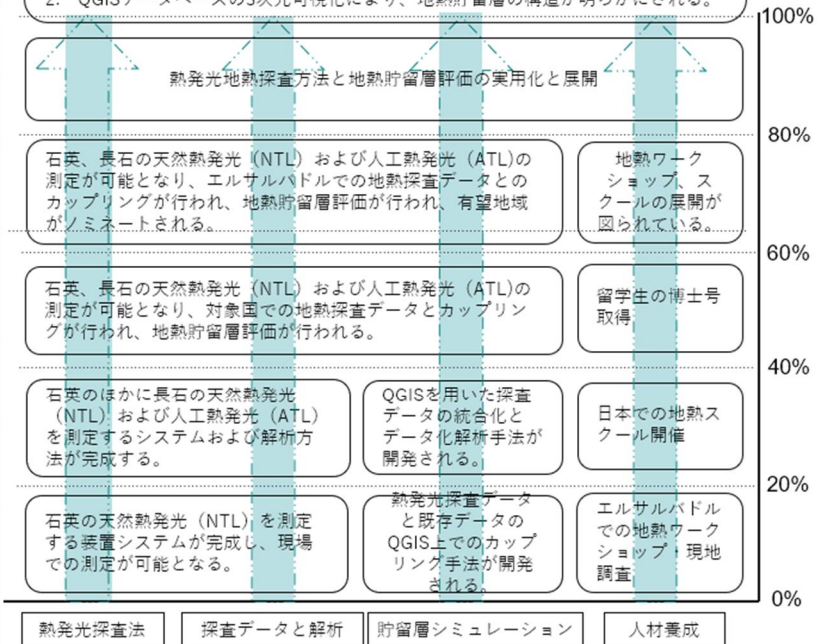 2. QGISデータベースの3次元可視化により、地熱貯留層の構造が明らかにされる。
100%
熱発光地熱探査方法と地熱貯留層評価の実用化と展開
80%
石英、長石の天然熱発光（NTL）および人工熱発光（ATL)の
測定が可能となり、エルサルバドルでの地熱探査データとの
カップリングが行われ、地熱貯留層評価が行われ、有望地域
がノミネートされる。
地熱ワーク
ショップ、ス
クールの展開が
図られている。
60%
石英、長石の天然熱発光（NTL）および人工熱発光（ATL)の
測定が可能となり、対象国での地熱探査データとカップリン
グが行われ、地熱貯留層評価が行われる。
留学生の博士号
取得
40%
石英のほかに長石の天然熱発光
（NTL）および人工熱発光（ATL）
を測定するシステムおよび解析方
法が完成する。
QGISを用いた探査
データの統合化と
データ化解析手法が
開発される。
日本での地熱ス
クール開催
20%
石英の天然熱発光（NTL）を測定
する装置システムが完成し、現場
での測定が可能となる。
熱発光探査データ
と既存データの
QGIS上でのカップ
リング手法が開発
される。
エルサルバドル
での地熱ワーク
ショップ・現地
調査
0%
熱発光探査法
探査データと解析
貯留層シミュレーション
人材養成